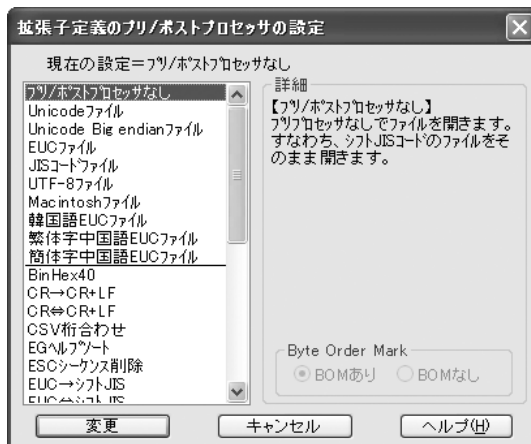 拡張子定義のプリ/ポストプロセッサの設定
現在の設定=プリ/ポストプロセッサなし
プリ/ポストプロセッサなし
Unicodeファイル
Unicode Big endianファイル
EUCファイル
JISコードファイル
UTF-8ファイル
Macintoshファイル
韓国語EUCファイル
繁体字中国語EUCファイル
簡体字中国語EUCファイル
BinHex40
CR→CR+LF
CR⇔CR+LF
CSV桁合わせ
EGヘルプソート
ESCシーケンス削除
EUC→シフトJIS
EUC⇔シフトJIS
詳細
【プリ/ポストプロセッサなし】
プリプロセッサなしでファイルを開きます。
すなわち、シフトJISコードのファイルをそ
のまま開きます。
Byte Order Mark
BOMあり BOMなし
変更 キャンセル ヘルプ(H)